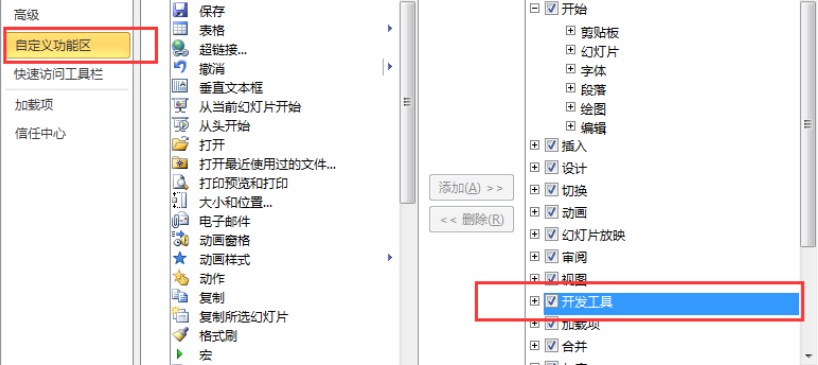 高级
自定义功能区
快速访问工具栏
加载项
信任中心
保存
表格
超链接...
撤消
垂直文本框
从当前幻灯片开始
从头开始
打开
打开最近使用过的文件...
打印预览和打印
大小和位置...
电子邮件
动画窗格
动画样式
动作
复制
复制所选幻灯片
格式刷
宏
添加(A) >>
<< 删除(R)
开始
剪贴板
幻灯片
字体
段落
绘图
编辑
插入
设计
切换
动画
幻灯片放映
审阅
视图
开发工具
加载项
合并